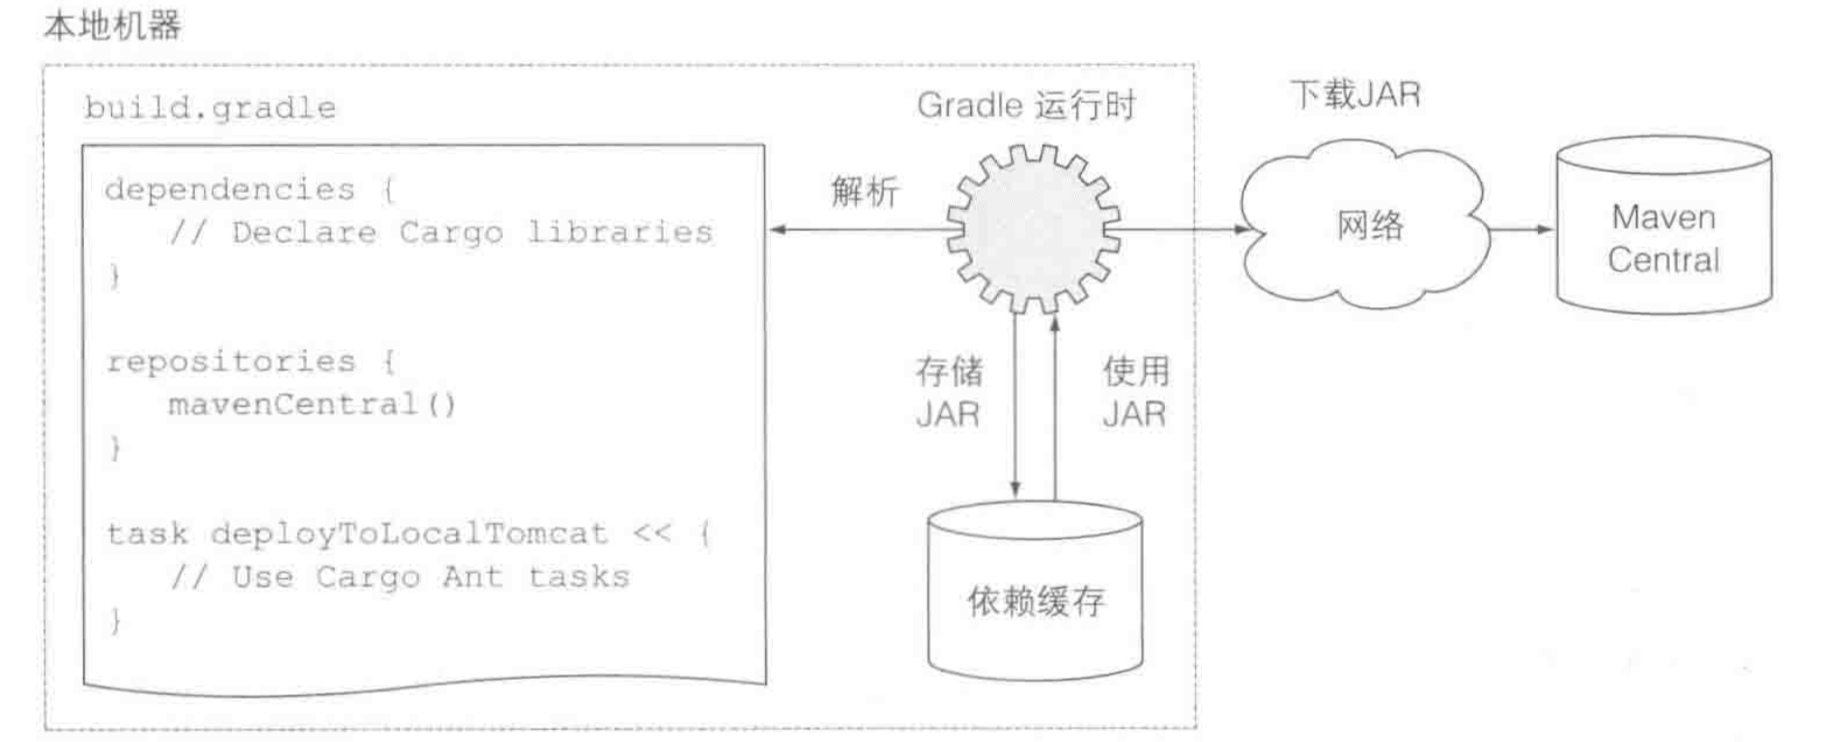 本地机器
build.gradle
dependencies {
// Declare Cargo libraries
}
repositories {
mavenCentral()
}
task deployToLocalTomcat << {
// Use Cargo Ant tasks
}
Gradle 运行时
解析
存储
JAR
使用
JAR
依赖缓存
下载JAR
网络
Maven
Central